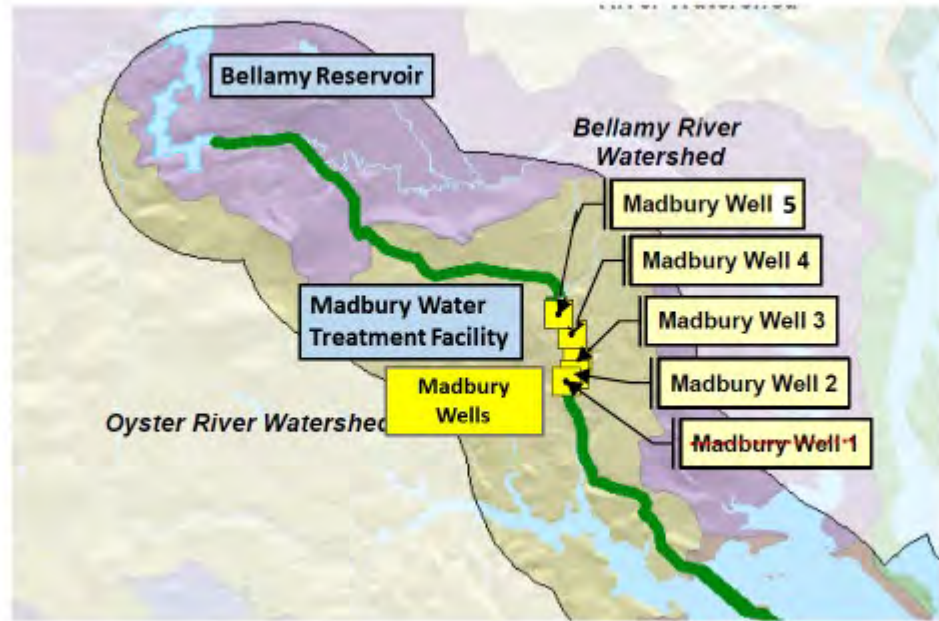 Bellamy Reservoir
Bellamy River
Watershed
Madbury Well 5
Madbury Well 4
Madbury Water
Treatment Facility
Madbury Well 3
Madbury Wells
Madbury Well 2
Oyster River Watershed
Madbury Well 1